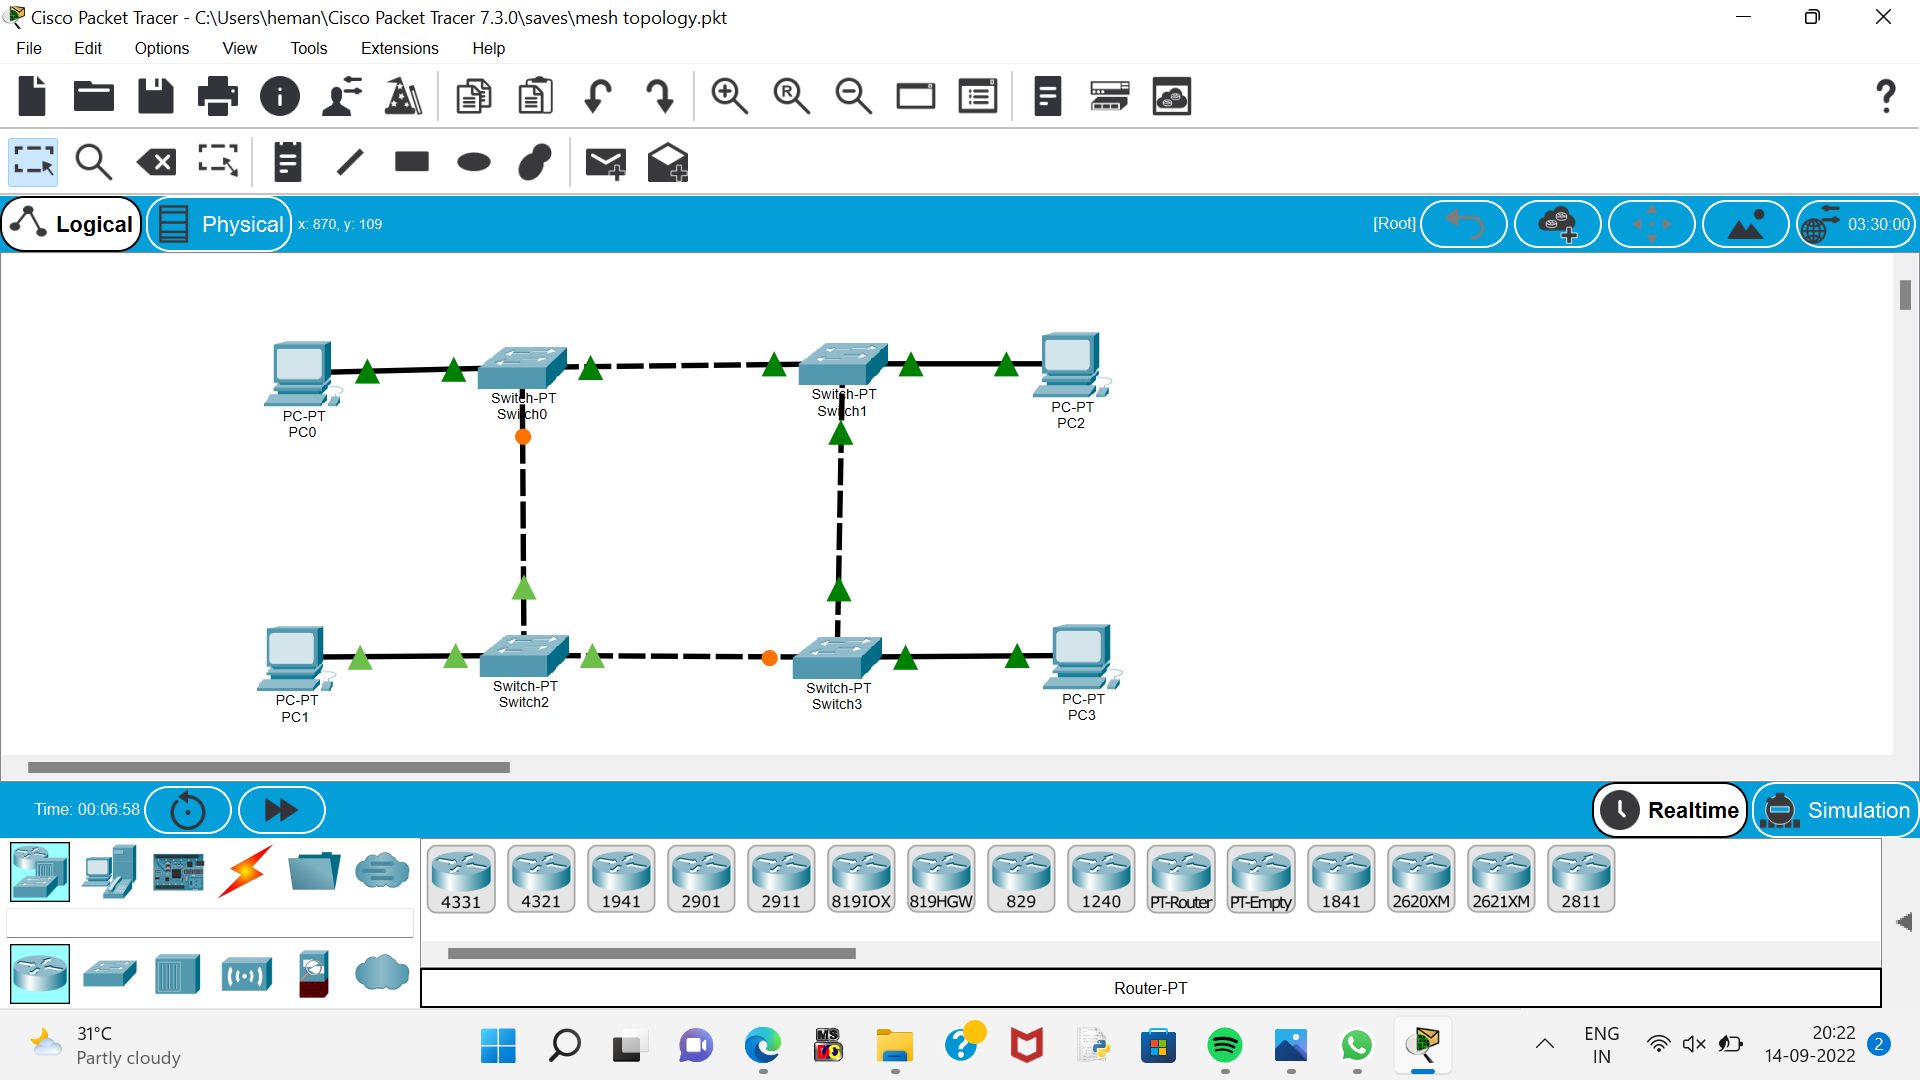 Cisco Packet Tracer - C:\Users\heman\Cisco Packet Tracer 7.3.0\saves\mesh topology.pkt
File Edit Options View Tools Extensions Help
Logical Physical x: 870, y: 109 [Root] 03:30:00
PC-PT
PC0
Switch-PT
Switch0
Switch-PT
Switch1
PC-PT
PC2
PC-PT
PC1
Switch-PT
Switch2
Switch-PT
Switch3
PC-PT
PC3
Time: 00:06:58 Realtime Simulation
4331 4321 1941 2901 2911 819IOX 819HGW 829 1240 PT-Router PT-Empty 1841 2620XM 2621XM 2811
Router-PT
31°C
Partly cloudy
MS
ENG
IN
20:22
14-09-2022
2